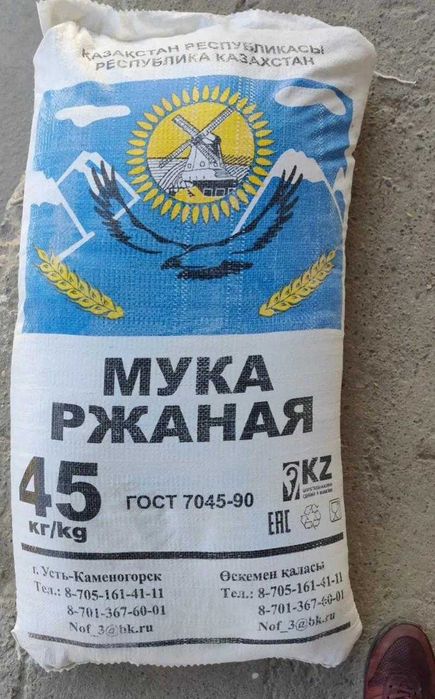 ҚАЗАҚСТАН РЕСПУБЛИКАСЫ
РЕСПУБЛИКА КАЗАХСТАН
МУКА
РЖАНАЯ
45
кг/kg
ГОСТ 7045-90
KZ
EAC
г. Усть-Каменогорск
Тел.: 8-705-161-41-11
8-701-367-60-01
Nof_3@bk.ru
Өскемен қаласы
Тел.: 8-705-161-41-11
8-701-367-60-01
Nof_3@bk.ru